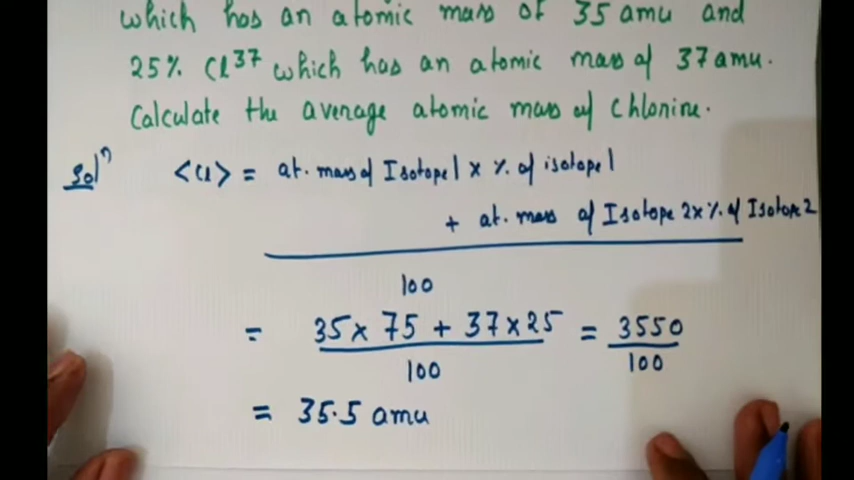 which has an atomic mass of 35 amu and
25% Cl³⁷ which has an atomic mass of 37 amu.
Calculate the average atomic mass of chlorine.
Solⁿ <Cl> = at. mass of Isotope 1 x % of isotope 1
+ at. mass of Isotope 2 x % of Isotope 2
100
= 35 x 75 + 37 x 25 = 3550
100 100
= 35.5 amu